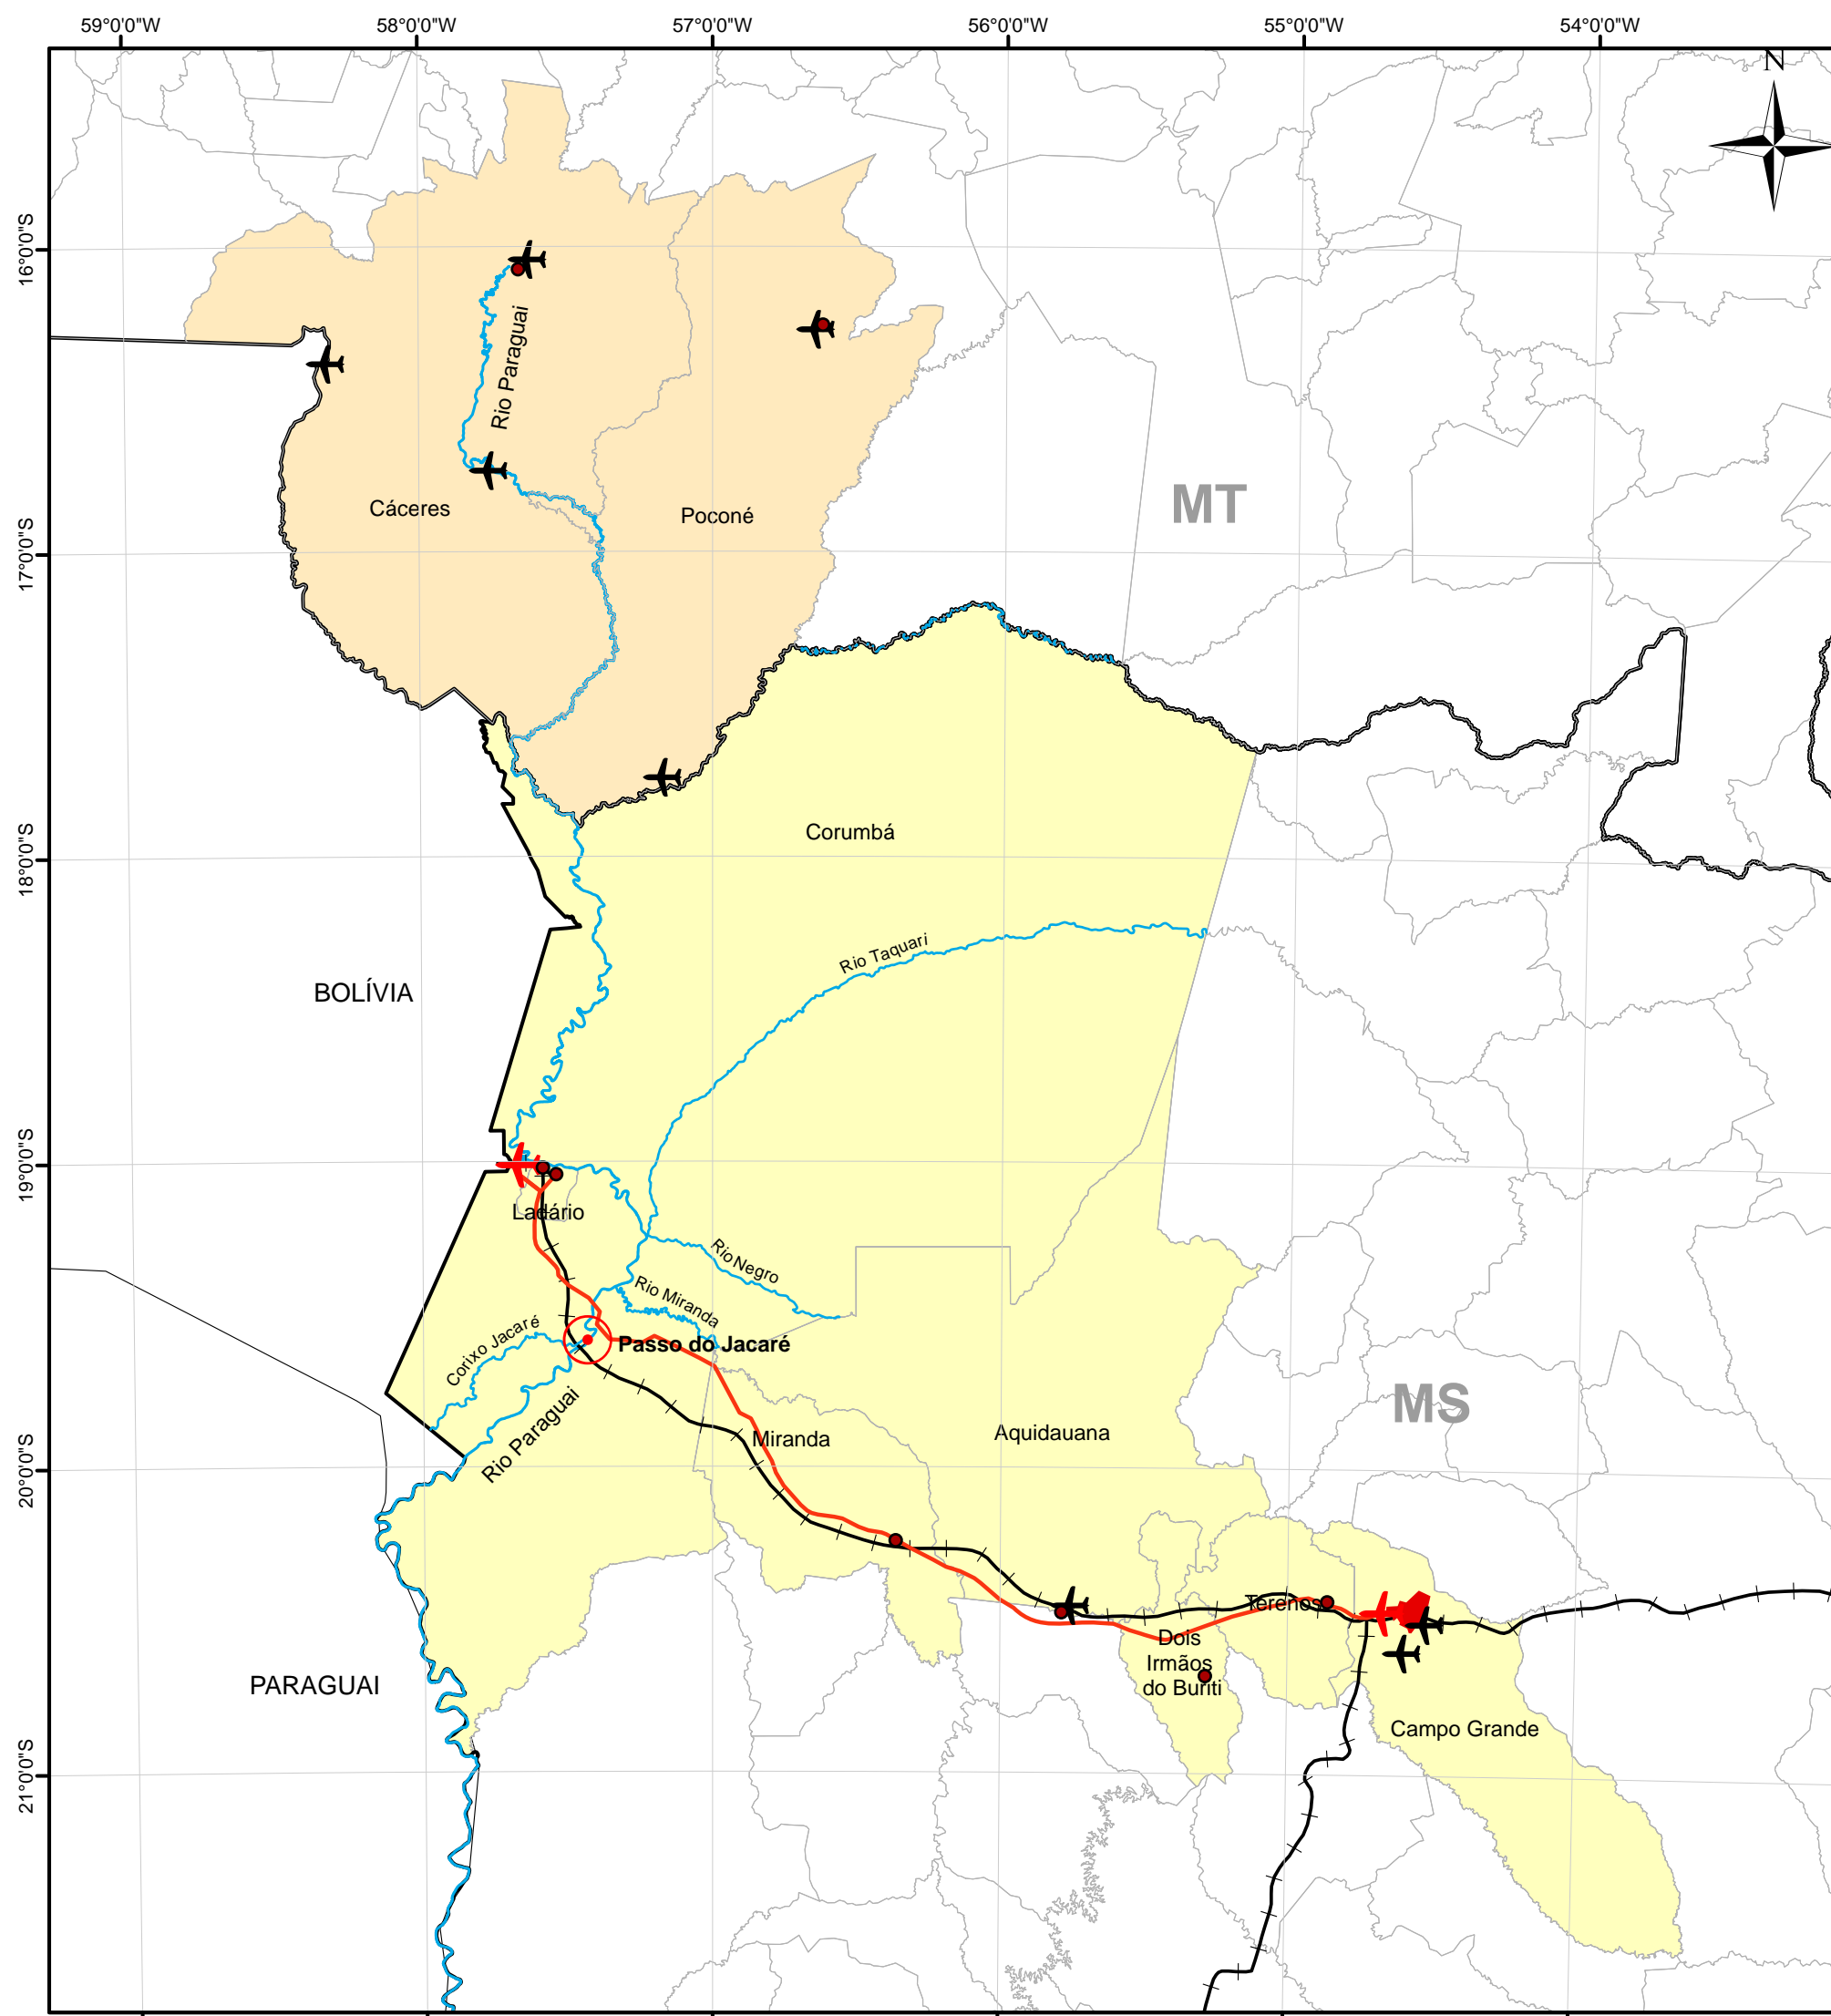 59°0'0"W
58°0'0"W
57°0'0"W
56°0'0"W
55°0'0"W
54°0'0"W
N
16°0'0"S
Rio Paraguai
MT
Cáceres
Poconé
17°0'0"S
Corumbá
18°0'0"S
Rio Taquari
BOLÍVIA
19°0'0"S
Ladário
Rio Negro
Rio Miranda
Corixo Jacaré
Passo do Jacaré
MS
Rio Paraguai
Miranda
Aquidauana
20°0'0"S
Terenos
Dois
Irmãos
do Buriti
PARAGUAI
Campo Grande
21°0'0"S